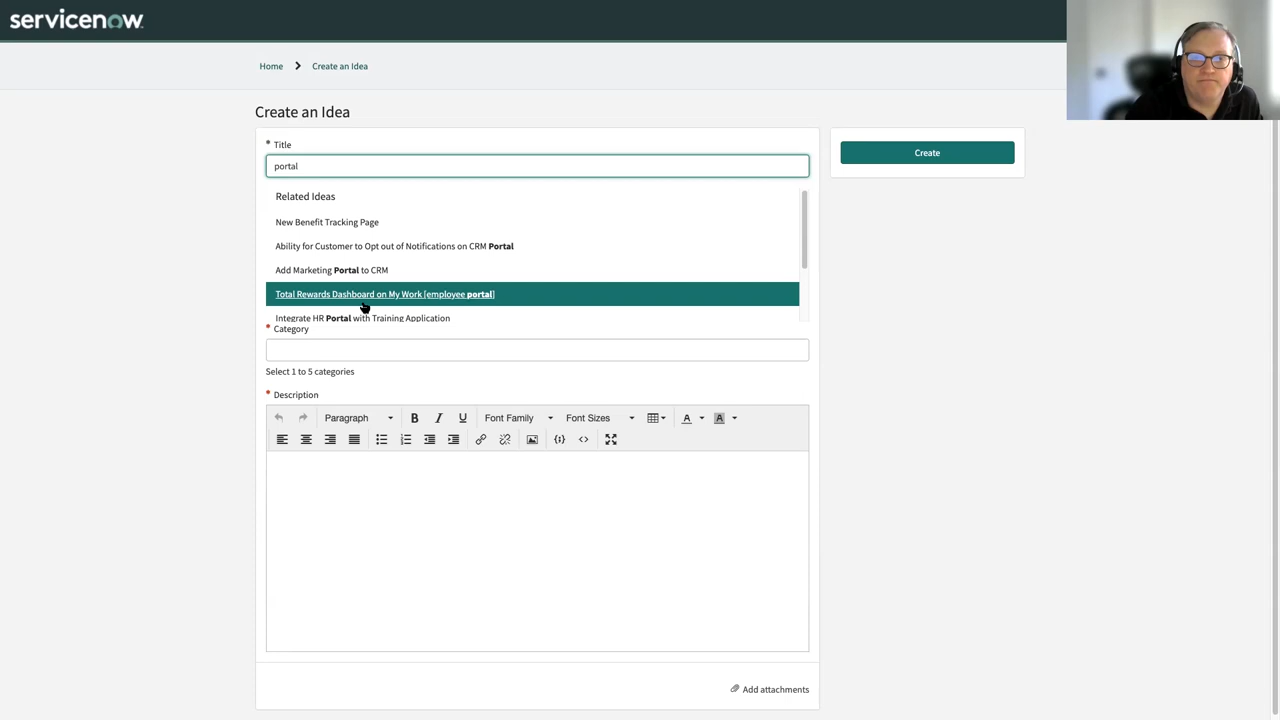 servicenow
Home > Create an Idea
Create an Idea
* Title
portal
Create
Related Ideas
New Benefit Tracking Page
Ability for Customer to Opt out of Notifications on CRM Portal
Add Marketing Portal to CRM
Total Rewards Dashboard on My Work [employee portal]
Integrate HR Portal with Training Application
* Category
Select 1 to 5 categories
* Description
Paragraph B I U Font Family Font Sizes A A
Add attachments